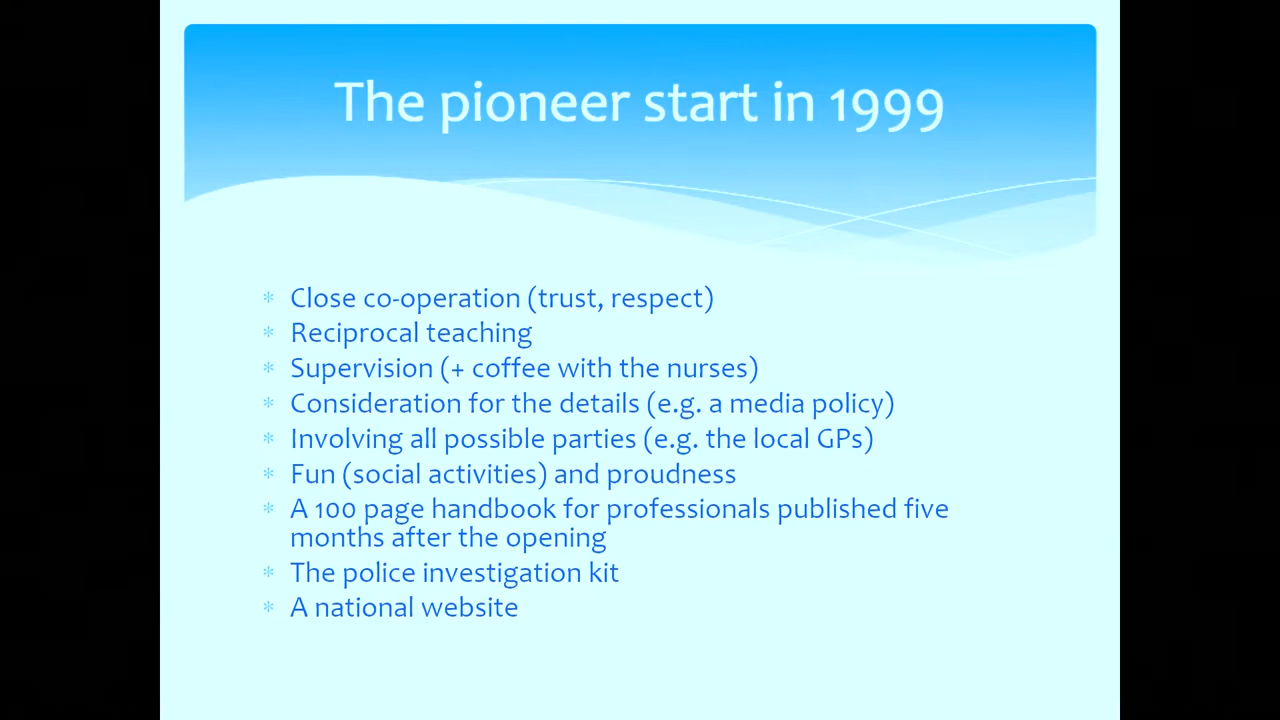 The pioneer start in 1999
* Close co-operation (trust, respect)
* Reciprocal teaching
* Supervision (+ coffee with the nurses)
* Consideration for the details (e.g. a media policy)
* Involving all possible parties (e.g. the local GPs)
* Fun (social activities) and proudness
* A 100 page handbook for professionals published five
months after the opening
* The police investigation kit
* A national website